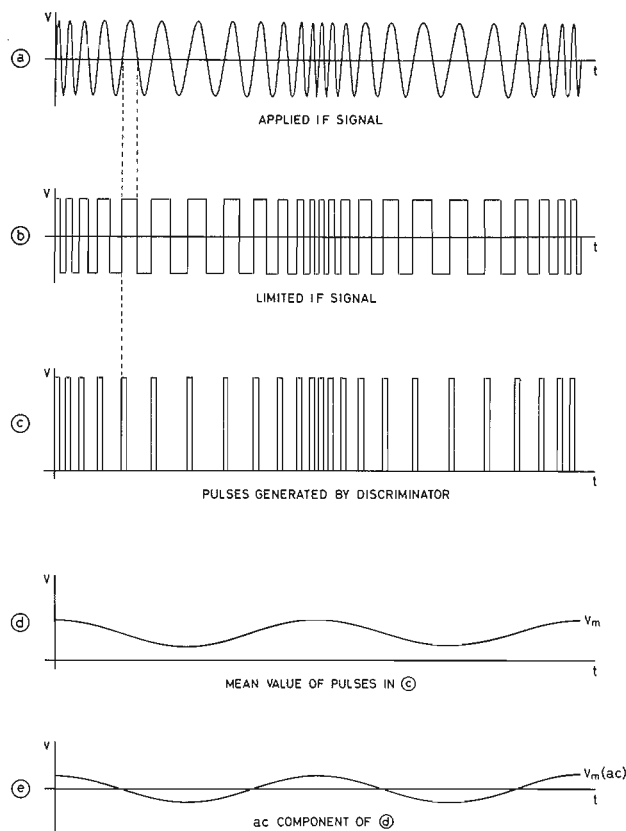 V
ⓐ
t
APPLIED IF SIGNAL
V
ⓑ
t
LIMITED IF SIGNAL
V
ⓒ
t
PULSES GENERATED BY DISCRIMINATOR
V
ⓓ
Vm
t
MEAN VALUE OF PULSES IN ⓒ
V
ⓔ
Vm(ac)
t
ac COMPONENT OF ⓓ